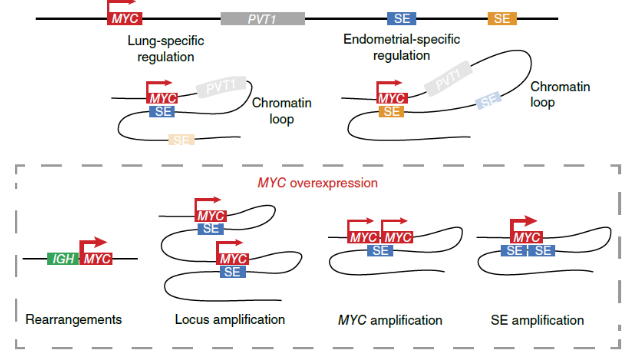 MYC PVT1 SE SE
Lung-specific
regulation
Endometrial-specific
regulation
PVT1
MYC
SE
SE
Chromatin
loop
PVT1
MYC
SE
SE
Chromatin
loop
MYC overexpression
IGH MYC
MYC
SE
MYC
SE
MYC MYC
SE
MYC
SE SE
Rearrangements
Locus amplification
MYC amplification
SE amplification